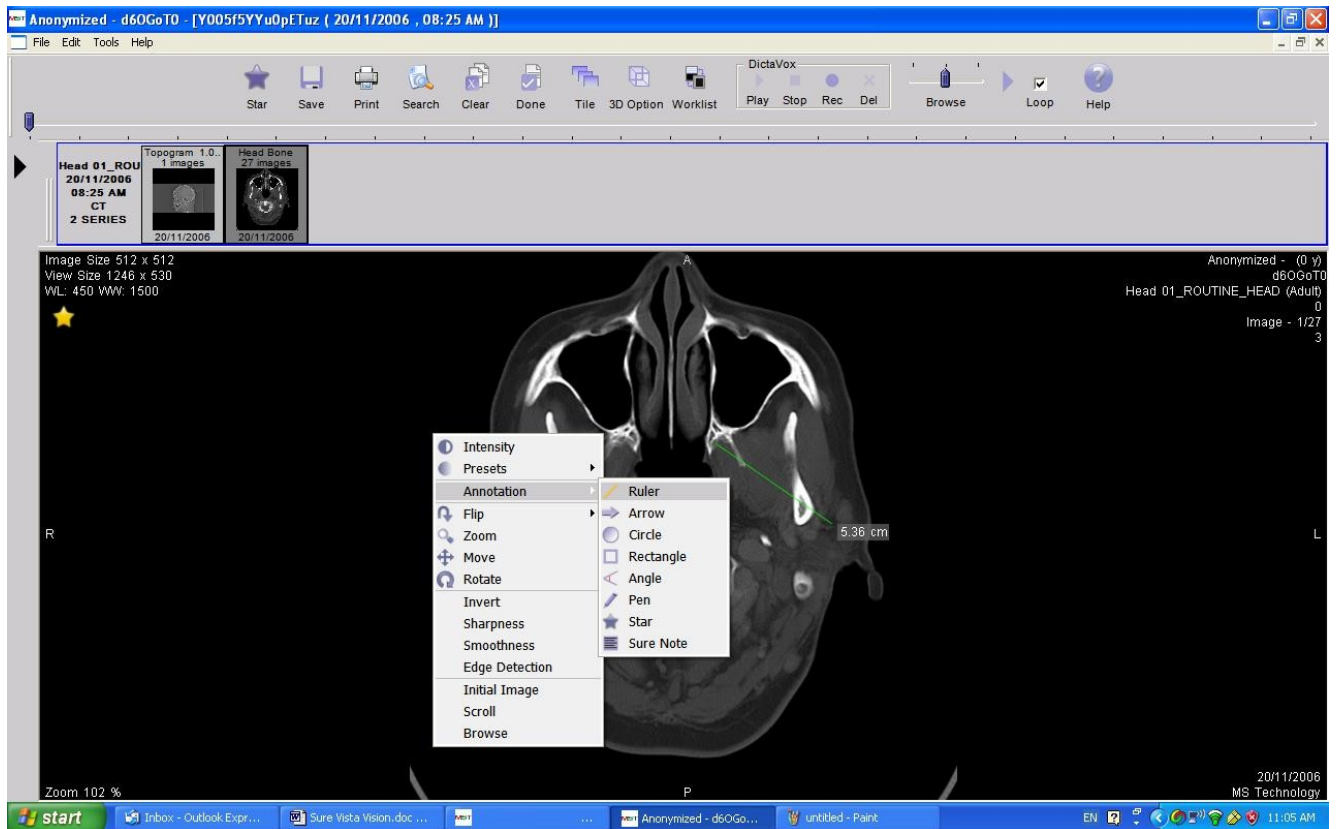 Anonymized - d6OGoT0 - [Y005f5YYu0pETuz ( 20/11/2006 , 08:25 AM )]
File Edit Tools Help
DictaVox
Star Save Print Search Clear Done Tile 3D Option Worklist Play Stop Rec Del Browse Loop Help
Head 01_ROU
20/11/2006
08:25 AM
CT
2 SERIES
Topogram 1.0..
1 images
20/11/2006
Head Bone
27 images
20/11/2006
Image Size 512 x 512
View Size 1246 x 530
WL: 450 WW: 1500
A
Anonymized - (0 y)
d6OGoT0
Head 01_ROUTINE_HEAD (Adult)
0
Image - 1/27
3
Intensity
Presets
Annotation
Flip
Zoom
Move
Rotate
Invert
Sharpness
Smoothness
Edge Detection
Initial Image
Scroll
Browse
Ruler
Arrow
Circle
Rectangle
Angle
Pen
Star
Sure Note
5.36 cm
R
L
Zoom 102 %
P
20/11/2006
MS Technology
start Inbox - Outlook Expr... Sure Vista Vision.doc ... ... Anonymized - d6OGo... untitled - Paint EN 11:05 AM